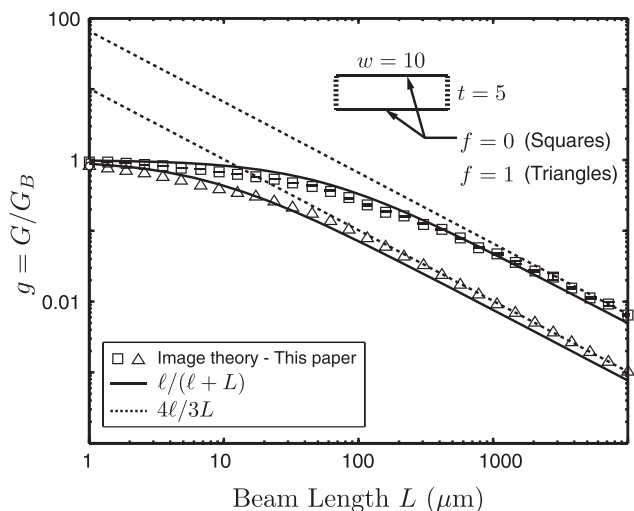 100
1
0.01
g = G/G_B
w = 10
t = 5
f = 0 (Squares)
f = 1 (Triangles)
Image theory - This paper
ℓ/(ℓ + L)
4ℓ/3L
1 10 100 1000
Beam Length L (μm)